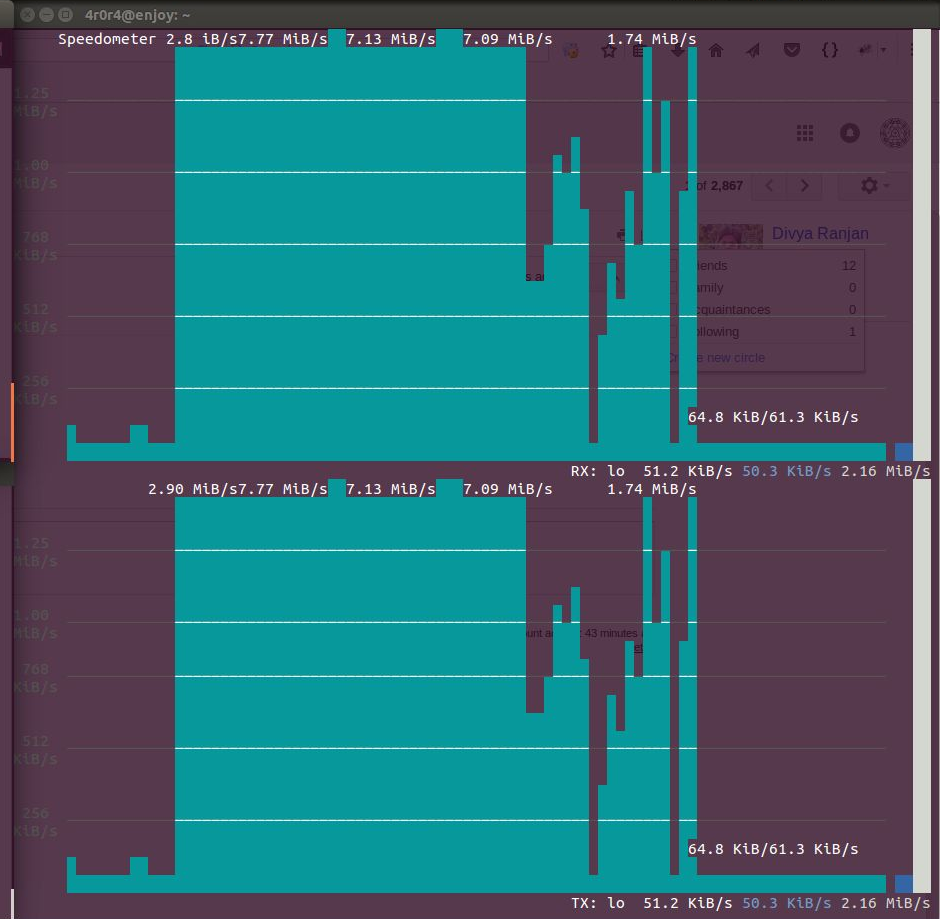 4r0r4@enjoy: ~
Speedometer 2.8 iB/s7.77 MiB/s 7.13 MiB/s 7.09 MiB/s 1.74 MiB/s
1.25
MiB/s
1.00
MiB/s
1 of 2,867
768
KiB/s
Divya Ranjan
iends 12
s a
amily 0
512
KiB/s
cquaintances 0
ollowing 1
Create new circle
256
KiB/s
64.8 KiB/61.3 KiB/s
RX: lo 51.2 KiB/s 50.3 KiB/s 2.16 MiB/s
2.90 MiB/s7.77 MiB/s 7.13 MiB/s 7.09 MiB/s 1.74 MiB/s
1.25
MiB/s
1.00
MiB/s
unt a : 43 minutes
768
KiB/s
512
KiB/s
256
KiB/s
64.8 KiB/61.3 KiB/s
TX: lo 51.2 KiB/s 50.3 KiB/s 2.16 MiB/s